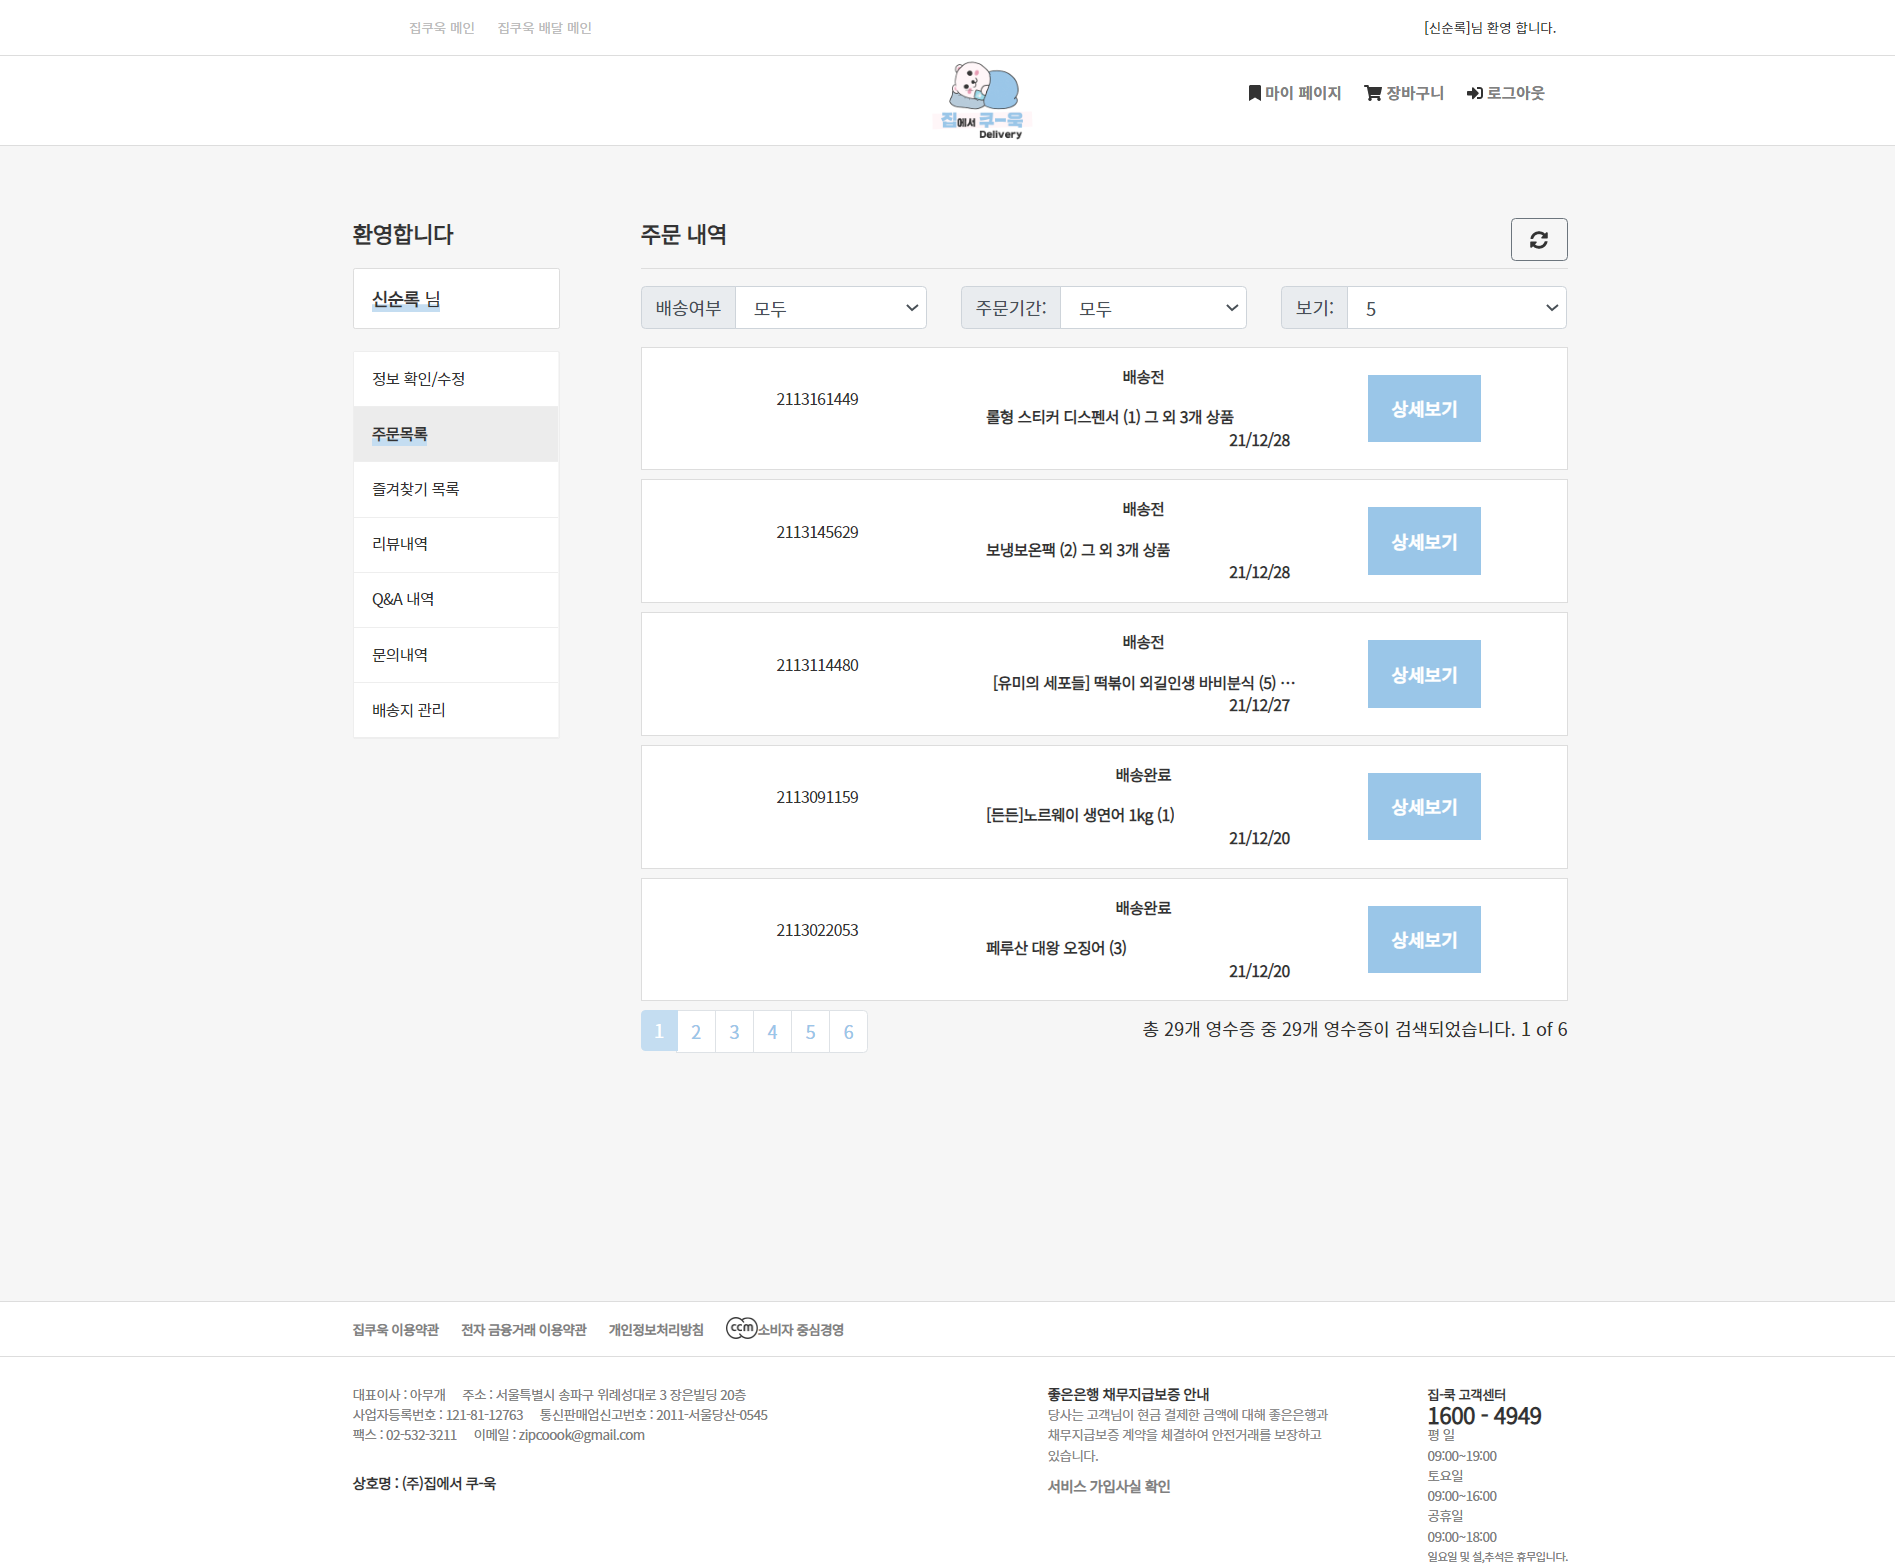 집쿠욱 메인 집쿠욱 배달 메인 [신순록]님 환영 합니다.
집에서 쿠-욱
Delivery
마이 페이지 장바구니 로그아웃
환영합니다
신순록 님
정보 확인/수정
주문목록
즐겨찾기 목록
리뷰내역
Q&A 내역
문의내역
배송지 관리
주문 내역
배송여부 모두 주문기간: 모두 보기: 5
배송전
2113161449
롤형 스티커 디스펜서 (1) 그 외 3개 상품
21/12/28
상세보기
배송전
2113145629
보냉보온팩 (2) 그 외 3개 상품
21/12/28
상세보기
배송전
2113114480
[유미의 세포들] 떡볶이 외길인생 바비분식 (5) …
21/12/27
상세보기
배송완료
2113091159
[든든]노르웨이 생연어 1kg (1)
21/12/20
상세보기
배송완료
2113022053
페루산 대왕 오징어 (3)
21/12/20
상세보기
1 2 3 4 5 6 총 29개 영수증 중 29개 영수증이 검색되었습니다. 1 of 6
집쿠욱 이용약관 전자 금융거래 이용약관 개인정보처리방침 ccm소비자 중심경영
대표이사 : 아무개 주소 : 서울특별시 송파구 위례성대로 3 장은빌딩 20층
사업자등록번호 : 121-81-12763 통신판매업신고번호 : 2011-서울당산-0545
팩스 : 02-532-3211 이메일 : zipcoook@gmail.com
상호명 : (주)집에서 쿠-욱
좋은은행 채무지급보증 안내
당사는 고객님이 현금 결제한 금액에 대해 좋은은행과
채무지급보증 계약을 체결하여 안전거래를 보장하고
있습니다.
서비스 가입사실 확인
집-쿡 고객센터
1600 - 4949
평 일
09:00~19:00
토요일
09:00~16:00
공휴일
09:00~18:00
일요일 및 설,추석은 휴무입니다.